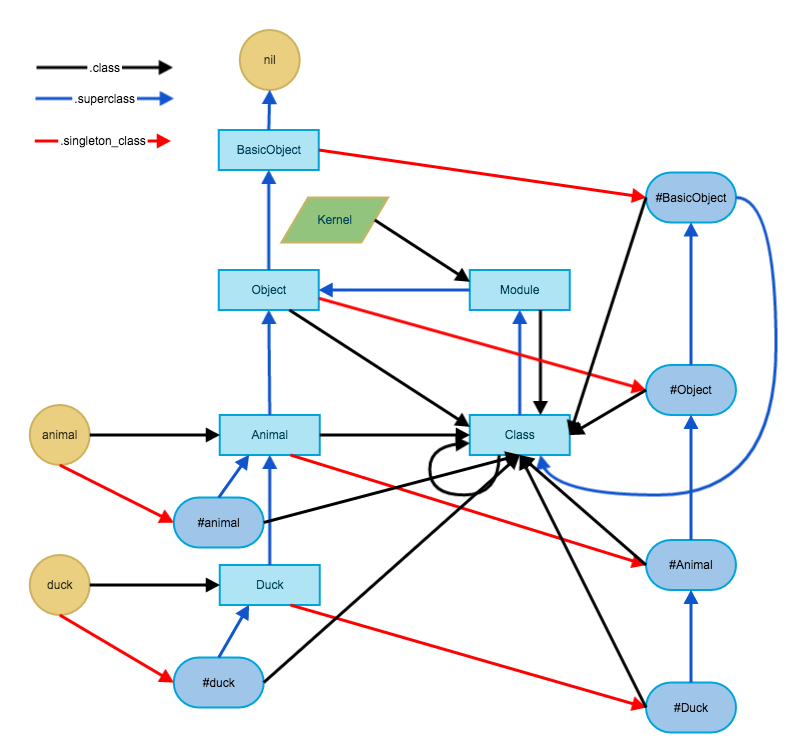 nil
.class
.superclass
.singleton_class
BasicObject
#BasicObject
Kernel
Object
Module
#Object
animal
Animal
Class
#animal
#Animal
duck
Duck
#duck
#Duck